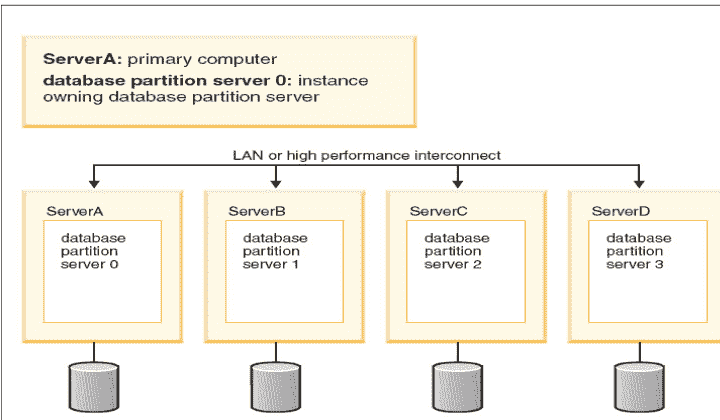 ServerA: primary computer
database partition server 0: instance
owning database partition server
LAN or high performance interconnect
ServerA
database
partition
server 0
ServerB
database
partition
server 1
ServerC
database
partition
server 2
ServerD
database
partition
server 3